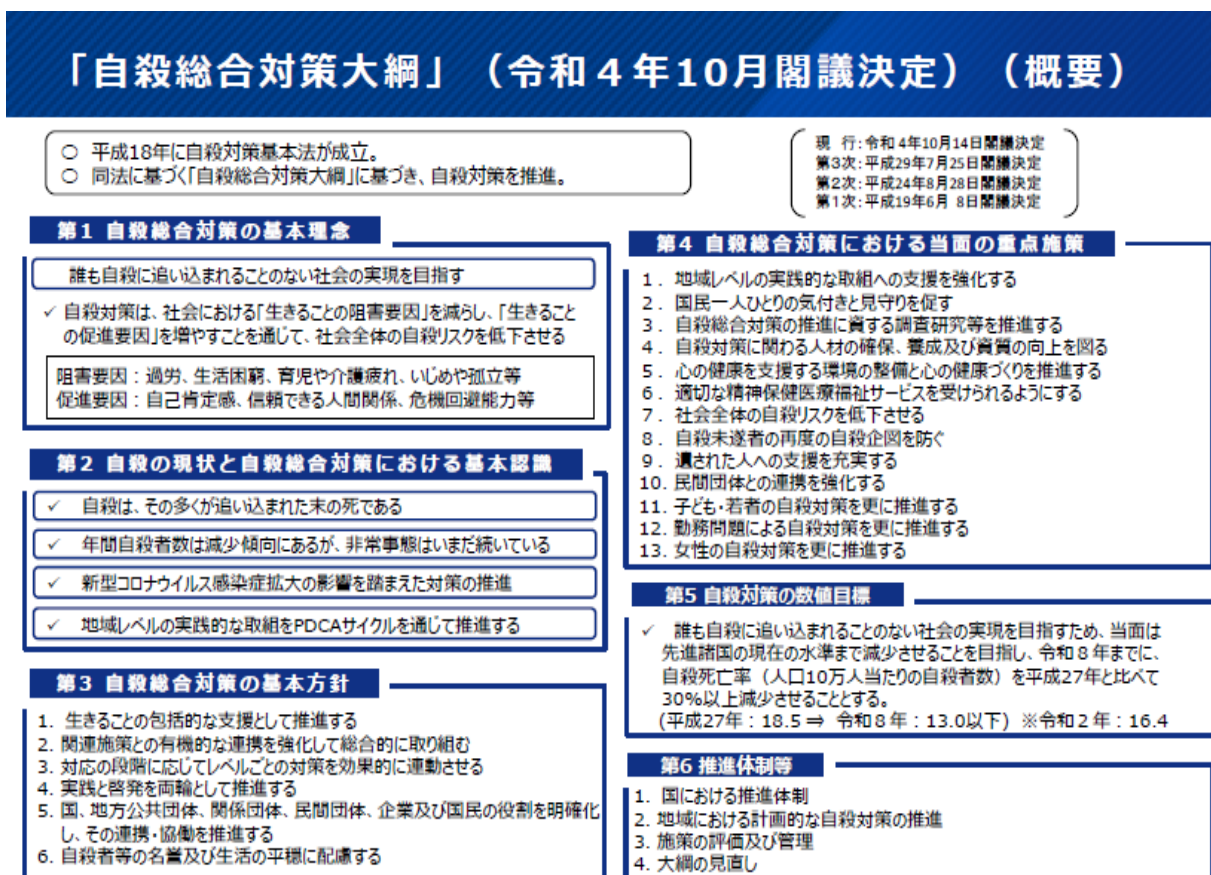 「自殺総合対策大綱」（令和４年10月閣議決定）（概要）
○ 平成18年に自殺対策基本法が成立。
○ 同法に基づく「自殺総合対策大綱」に基づき、自殺対策を推進。
現　行：令和 4年10月14日閣議決定
第３次：平成29年7月25日閣議決定
第２次：平成24年8月28日閣議決定
第１次：平成19年6月 8日閣議決定
第1 自殺総合対策の基本理念
誰も自殺に追い込まれることのない社会の実現を目指す
✓ 自殺対策は、社会における「生きることの阻害要因」を減らし、「生きること
の促進要因」を増やすことを通じて、社会全体の自殺リスクを低下させる
阻害要因：過労、生活困窮、育児や介護疲れ、いじめや孤立等
促進要因：自己肯定感、信頼できる人間関係、危機回避能力等
第2 自殺の現状と自殺総合対策における基本認識
✓ 自殺は、その多くが追い込まれた末の死である
✓ 年間自殺者数は減少傾向にあるが、非常事態はいまだ続いている
✓ 新型コロナウイルス感染症拡大の影響を踏まえた対策の推進
✓ 地域レベルの実践的な取組をPDCAサイクルを通じて推進する
第3 自殺総合対策の基本方針
1. 生きることの包括的な支援として推進する
2. 関連施策との有機的な連携を強化して総合的に取り組む
3. 対応の段階に応じてレベルごとの対策を効果的に連動させる
4. 実践と啓発を両輪として推進する
5. 国、地方公共団体、関係団体、民間団体、企業及び国民の役割を明確化
し、その連携・協働を推進する
6. 自殺者等の名誉及び生活の平穏に配慮する
第4 自殺総合対策における当面の重点施策
1. 地域レベルの実践的な取組への支援を強化する
2. 国民一人ひとりの気付きと見守りを促す
3. 自殺総合対策の推進に資する調査研究等を推進する
4. 自殺対策に関わる人材の確保、養成及び資質の向上を図る
5. 心の健康を支援する環境の整備と心の健康づくりを推進する
6. 適切な精神保健医療福祉サービスを受けられるようにする
7. 社会全体の自殺リスクを低下させる
8. 自殺未遂者の再度の自殺企図を防ぐ
9. 遺された人への支援を充実する
10. 民間団体との連携を強化する
11. 子ども・若者の自殺対策を更に推進する
12. 勤務問題による自殺対策を更に推進する
13. 女性の自殺対策を更に推進する
第5 自殺対策の数値目標
✓ 誰も自殺に追い込まれることのない社会の実現を目指すため、当面は
先進諸国の現在の水準まで減少させることを目指し、令和８年までに、
自殺死亡率（人口10万人当たりの自殺者数）を平成27年と比べて
30%以上減少させることとする。
(平成27年：18.5 ⇒ 令和８年：13.0以下) ※令和２年：16.4
第6 推進体制等
1. 国における推進体制
2. 地域における計画的な自殺対策の推進
3. 施策の評価及び管理
4. 大綱の見直し